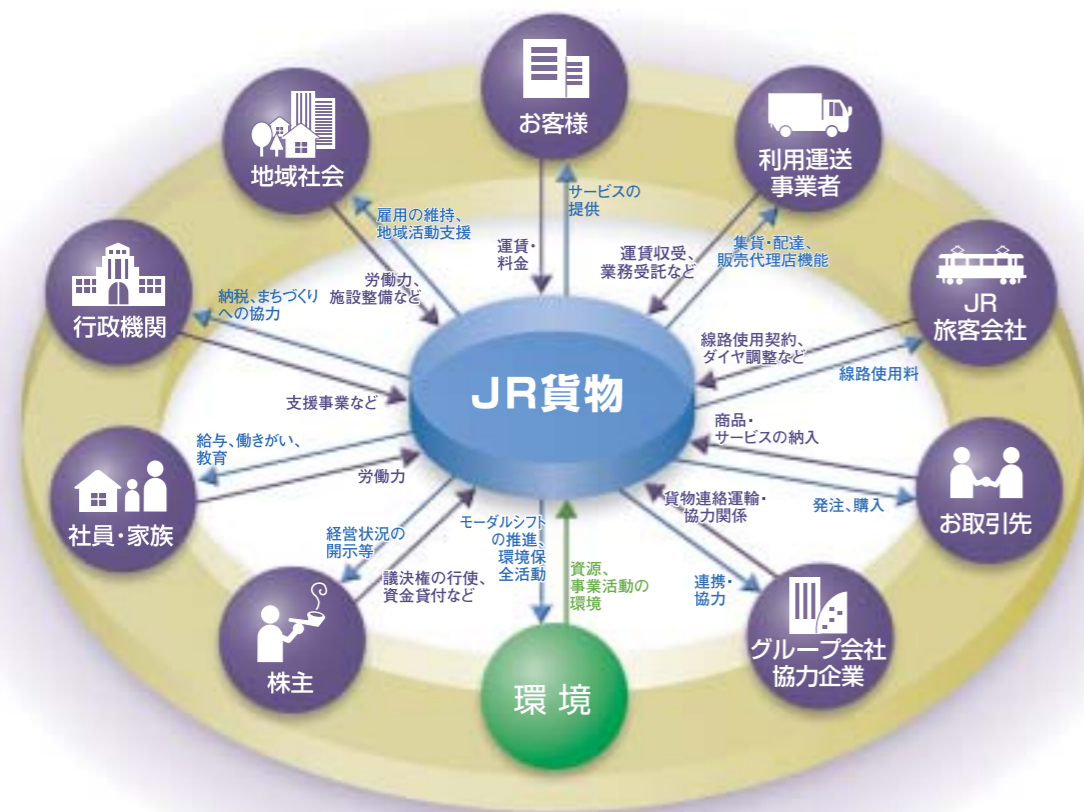 お客様
地域社会
利用運送
事業者
サービスの
提供
雇用の維持、
地域活動支援
運賃・
料金
運賃収受、
業務受託など
集貨・配達、
販売代理店機能
労働力、
施設整備など
行政機関
納税、まちづくり
への協力
JR
旅客会社
線路使用契約、
ダイヤ調整など
線路使用料
JR貨物
支援事業など
商品・
サービスの納入
給与、働きがい、
教育
労働力
社員・家族
お取引先
発注、購入
貨物連絡運輸・
協力関係
経営状況の
開示等
モーダルシフト
の推進、
環境保
全活動
議決権の行使、
資金貸付など
資源、
事業活動の
環境
連携・
協力
株主
環境
グループ会社
協力企業